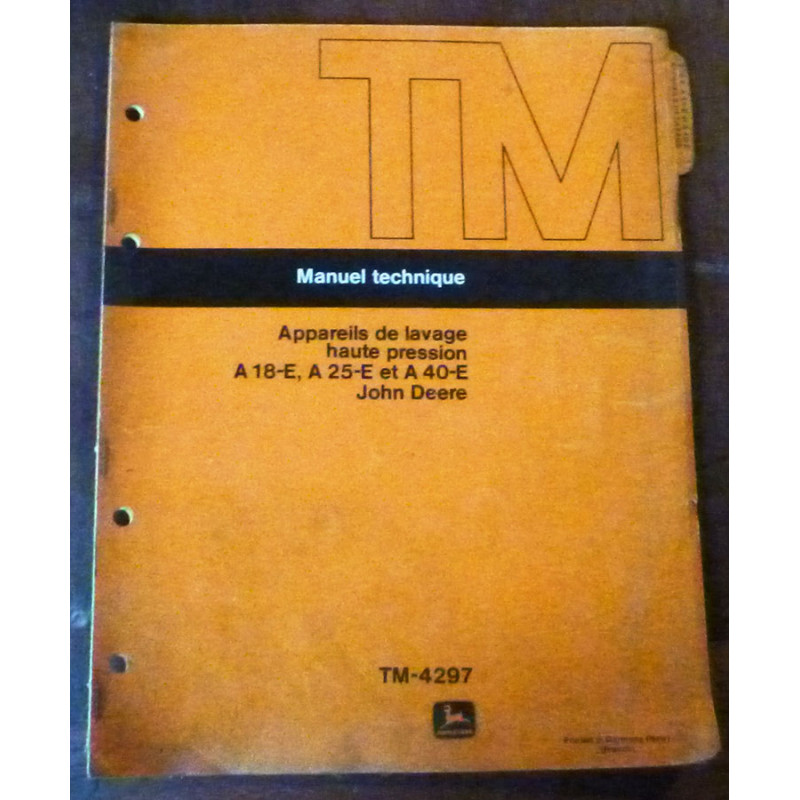 TM
Manuel technique
Appareils de lavage
haute pression
A 18-E, A 25-E et A 40-E
John Deere
TM-4297